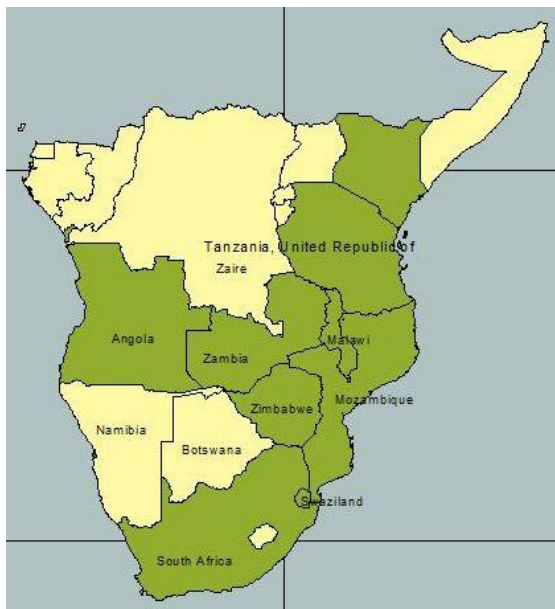 Tanzania, United Republic of
Zaire
Angola
Malawi
Zambia
Mozambique
Zimbabwe
Namibia
Botswana
Swaziland
South Africa